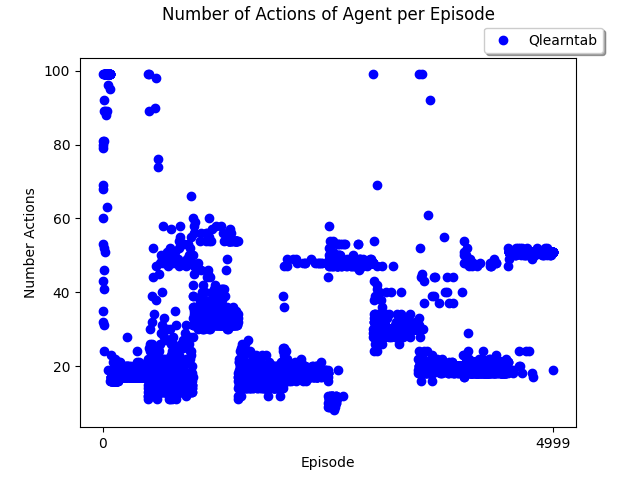 Number of Actions of Agent per Episode
Qlearntab
100
80
60
40
20
Number Actions
0
4999
Episode